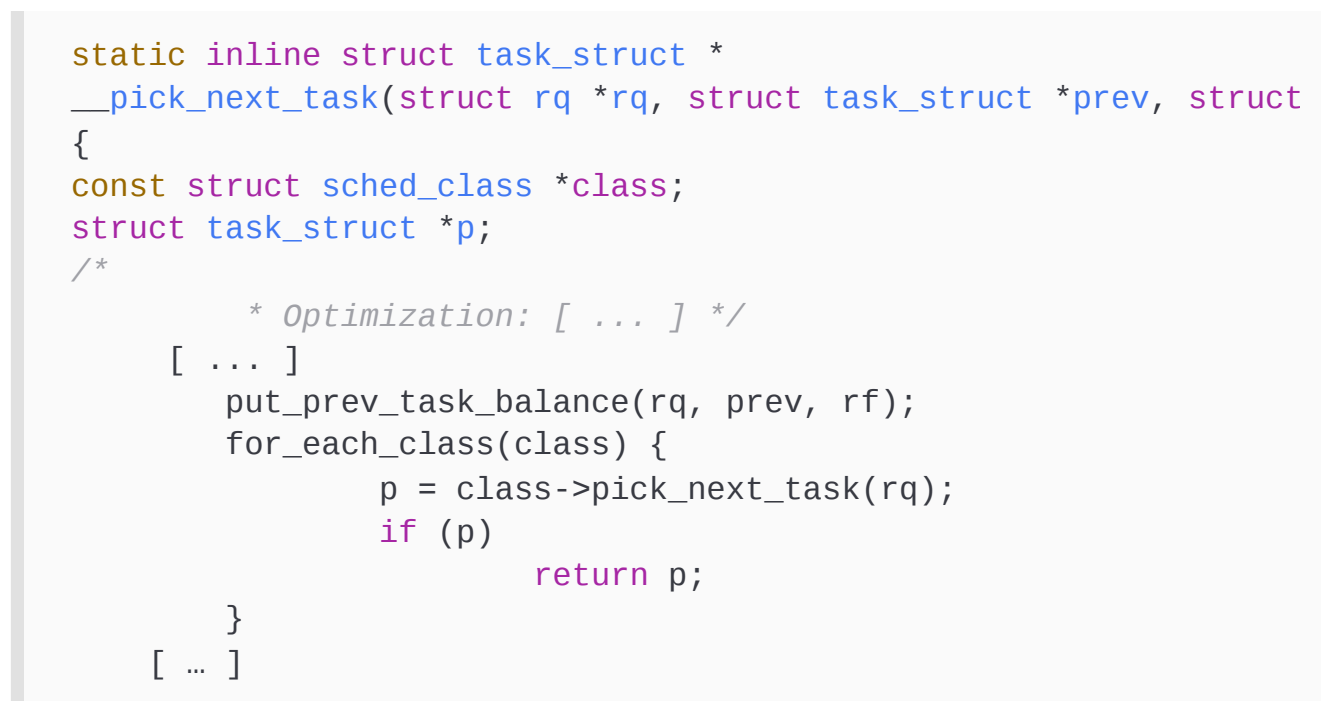 static inline struct task_struct *
__pick_next_task(struct rq *rq, struct task_struct *prev, struct
{
const struct sched_class *class;
struct task_struct *p;
/*
         * Optimization: [ ... ] */
     [ ... ]
        put_prev_task_balance(rq, prev, rf);
        for_each_class(class) {
                p = class->pick_next_task(rq);
                if (p)
                        return p;
        }
    [ … ]